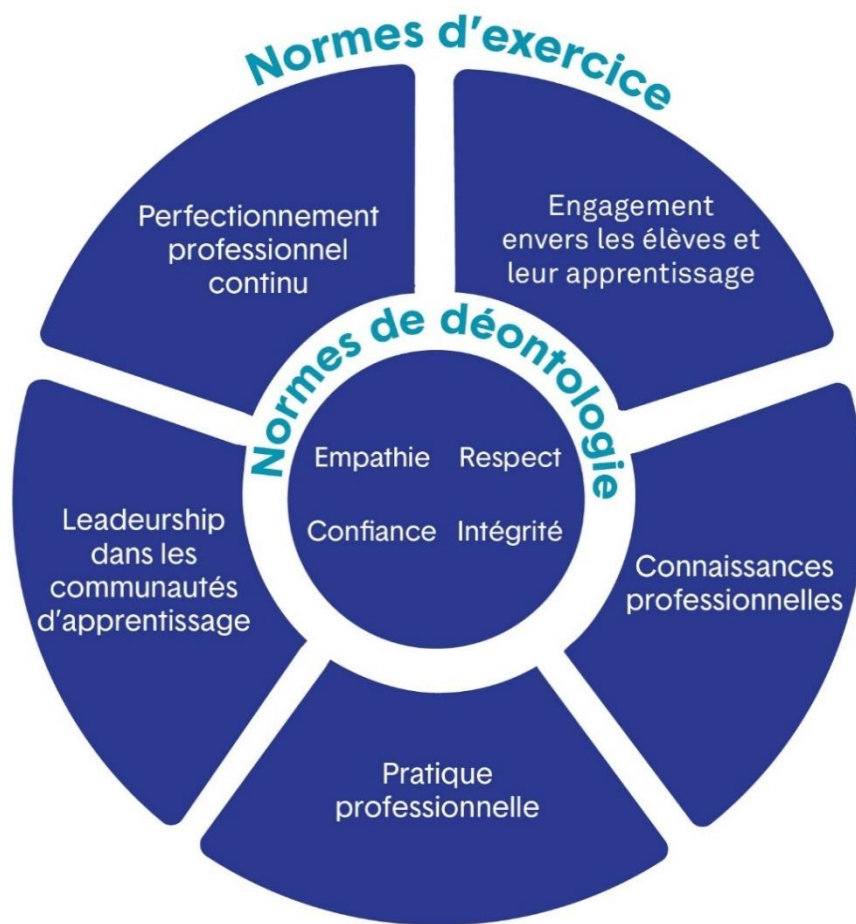 Normes d'exercice
Perfectionnement
professionnel
continu
Engagement
envers les élèves et
leur apprentissage
Normes de déontologie
Empathie Respect
Confiance Intégrité
Leadeurship
dans les
communautés
d'apprentissage
Connaissances
professionnelles
Pratique
professionnelle